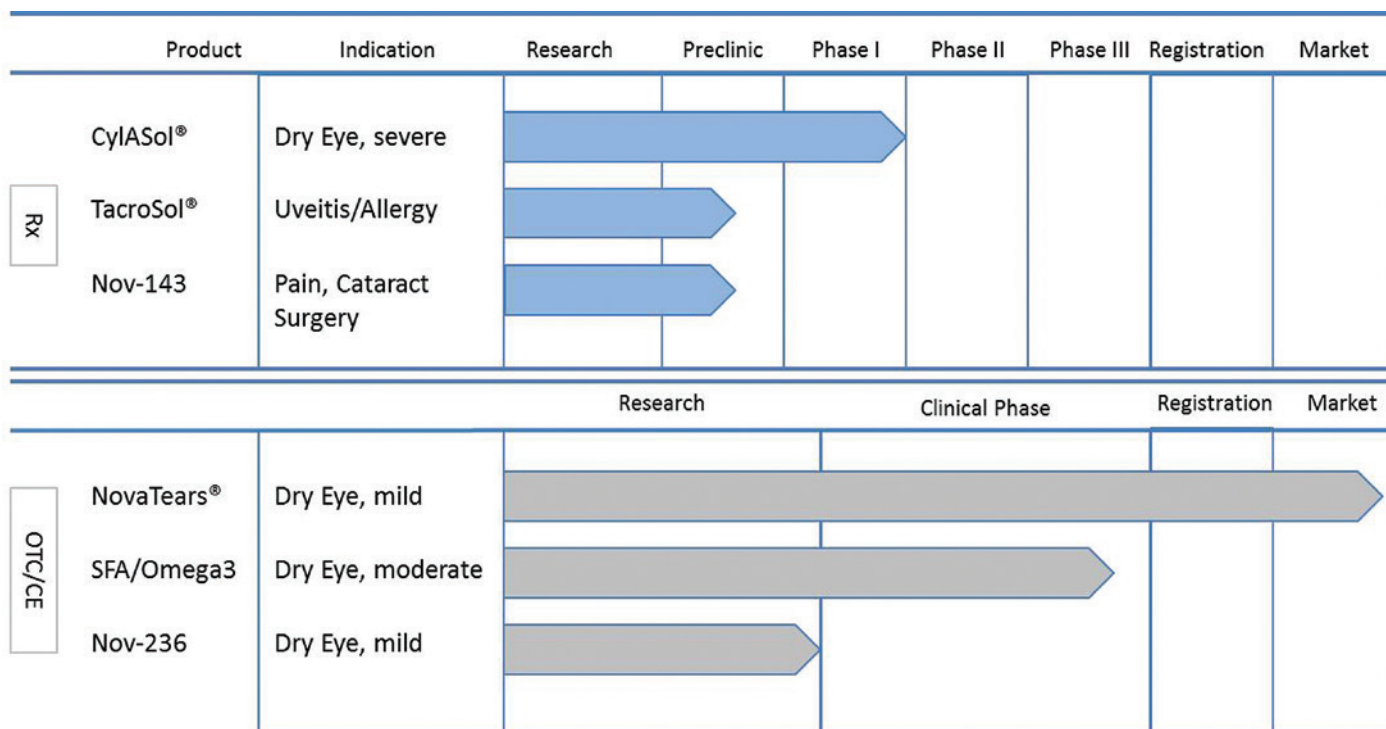 Product Indication Research Preclinic Phase I Phase II Phase III Registration Market
Rx
CylASol® Dry Eye, severe
TacroSol® Uveitis/Allergy
Nov-143 Pain, Cataract
Surgery
Research Clinical Phase Registration Market
OTC/CE
NovaTears® Dry Eye, mild
SFA/Omega3 Dry Eye, moderate
Nov-236 Dry Eye, mild